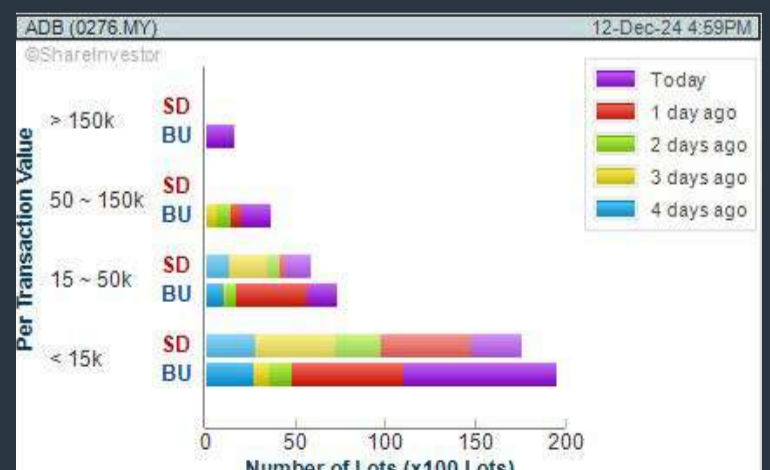 ADB (0276.MY) 12-Dec-24 4:59PM
©ShareInvestor
Today
1 day ago
2 days ago
3 days ago
4 days ago
Per Transaction Value
> 150k
SD
BU
50 ~ 150k
SD
BU
15 ~ 50k
SD
BU
< 15k
SD
BU
0 50 100 150 200
Number of Lots (x100 Lots)